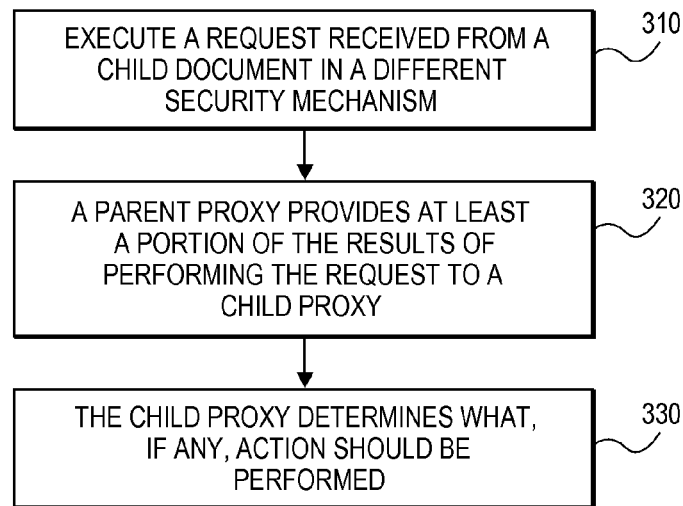 EXECUTE A REQUEST RECEIVED FROM A
CHILD DOCUMENT IN A DIFFERENT
SECURITY MECHANISM
310
A PARENT PROXY PROVIDES AT LEAST
A PORTION OF THE RESULTS OF
PERFORMING THE REQUEST TO A
CHILD PROXY
320
THE CHILD PROXY DETERMINES WHAT,
IF ANY, ACTION SHOULD BE
PERFORMED
330